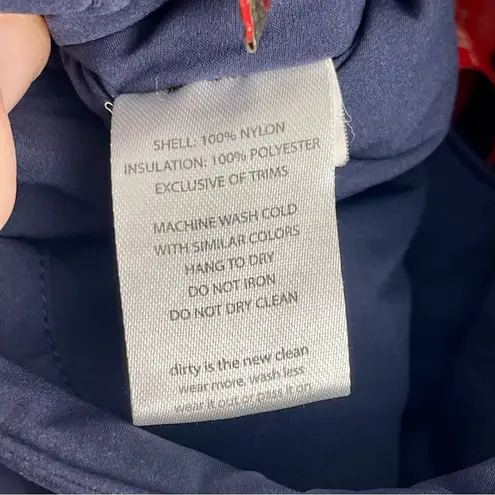 SHELL: 100% NYLON
INSULATION: 100% POLYESTER
EXCLUSIVE OF TRIMS
MACHINE WASH COLD
WITH SIMILAR COLORS
HANG TO DRY
DO NOT IRON
DO NOT DRY CLEAN
dirty is the new clean
wear more. wash less
wear it out or pass it on